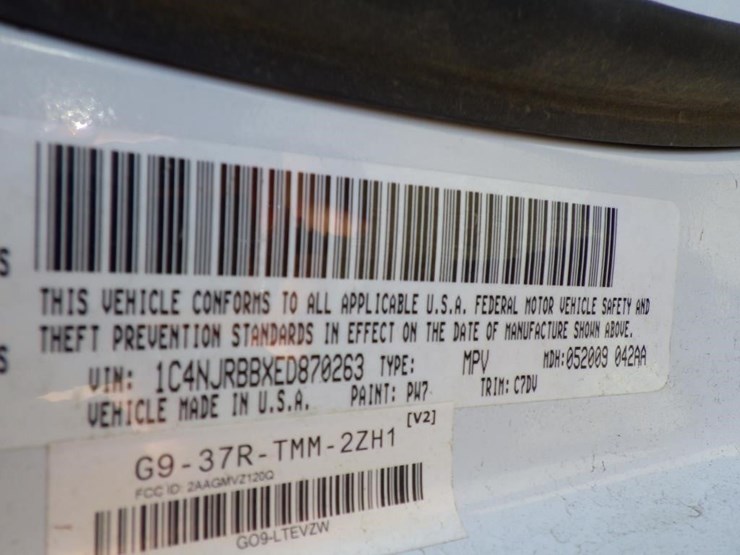 S
THIS VEHICLE CONFORMS TO ALL APPLICABLE U.S.A. FEDERAL MOTOR VEHICLE SAFETY AND
THEFT PREVENTION STANDARDS IN EFFECT ON THE DATE OF MANUFACTURE SHOWN ABOVE.
S
VIN: 1C4NJRBBXED870263 TYPE: MPV MDH:052009 042AA
VEHICLE MADE IN U.S.A. PAINT: PW7 TRIM: C7DV
[V2]
G9-37R-TMM-2ZH1
FCC ID: 2AAGMVZ120Q
GO9-LTEVZW